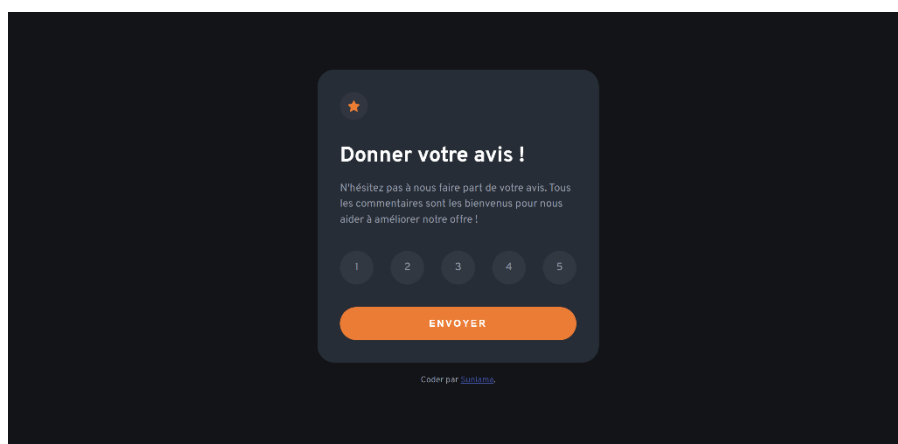 Donner votre avis !
N'hésitez pas à nous faire part de votre avis. Tous
les commentaires sont les bienvenus pour nous
aider à améliorer notre offre !
1 2 3 4 5
ENVOYER
Coder par Sunlama.